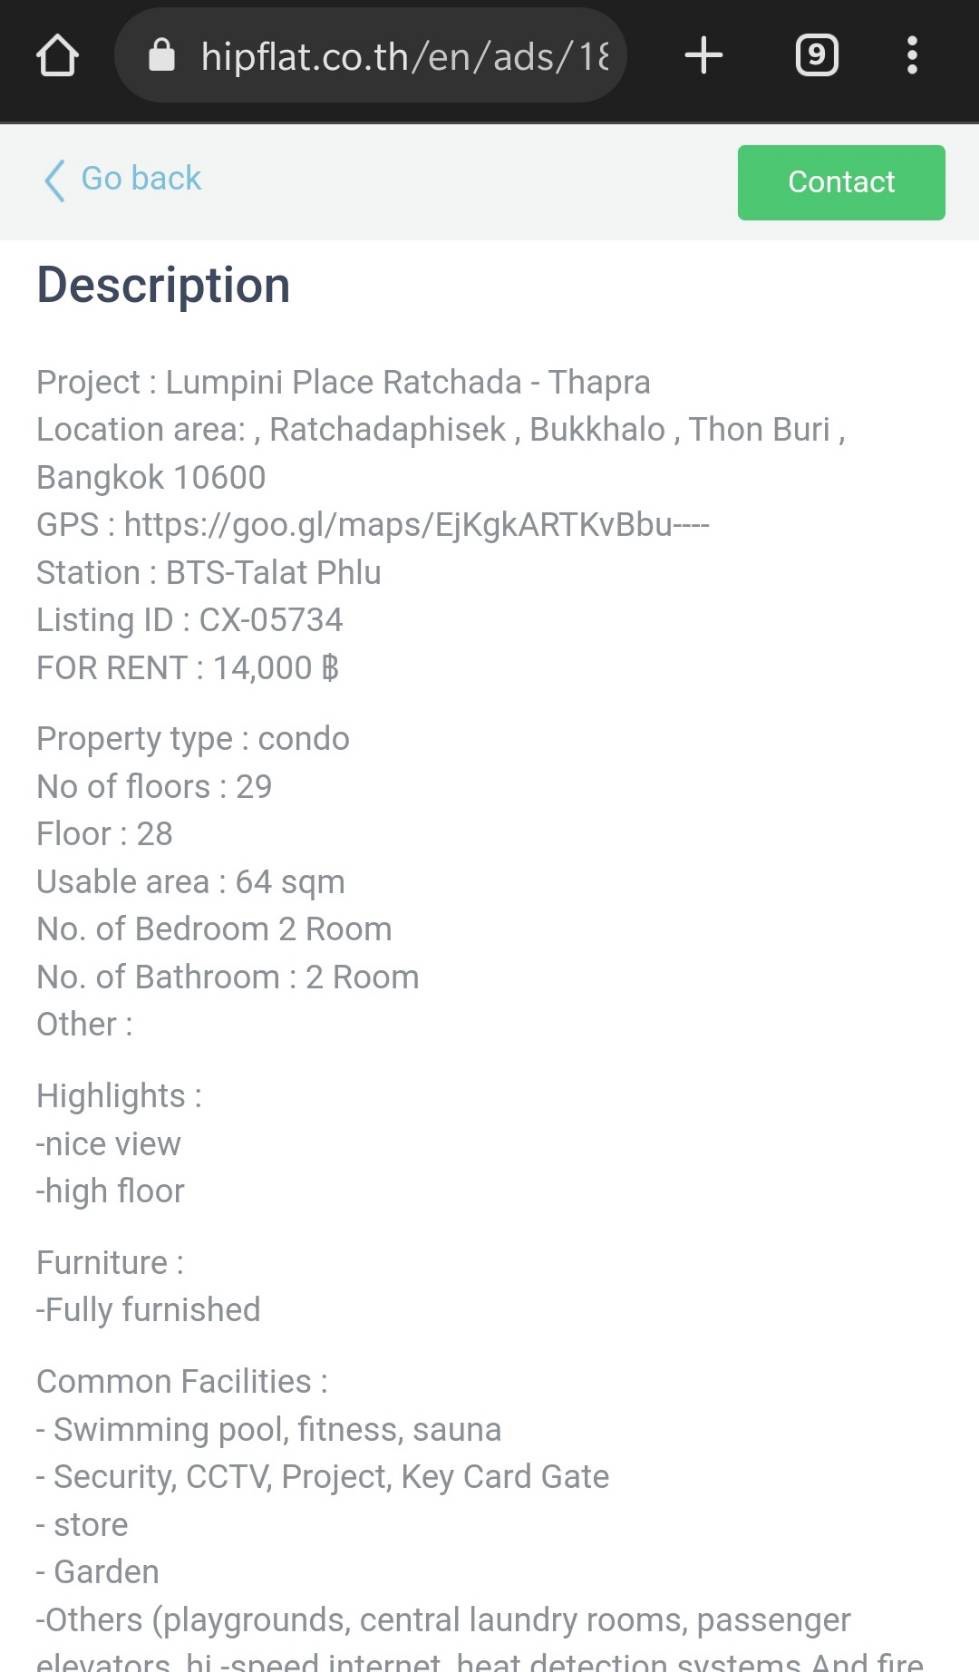 hipflat.co.th/en/ads/18
9
Go back
Contact
Description
Project : Lumpini Place Ratchada - Thapra
Location area: , Ratchadaphisek , Bukkhalo , Thon Buri ,
Bangkok 10600
GPS : https://goo.gl/maps/EjKgkARTKvBbu----
Station : BTS-Talat Phlu
Listing ID : CX-05734
FOR RENT : 14,000 ฿
Property type : condo
No of floors : 29
Floor : 28
Usable area : 64 sqm
No. of Bedroom 2 Room
No. of Bathroom : 2 Room
Other :
Highlights :
-nice view
-high floor
Furniture :
-Fully furnished
Common Facilities :
- Swimming pool, fitness, sauna
- Security, CCTV, Project, Key Card Gate
- store
- Garden
-Others (playgrounds, central laundry rooms, passenger
elevators, hi -speed internet, heat detection systems And fire